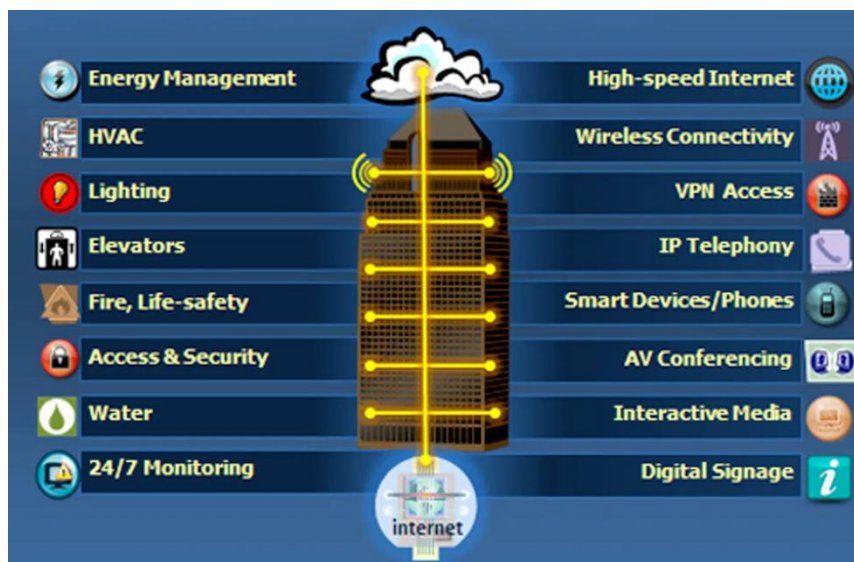 Energy Management
HVAC
Lighting
Elevators
Fire, Life-safety
Access & Security
Water
24/7 Monitoring
High-speed Internet
Wireless Connectivity
VPN Access
IP Telephony
Smart Devices/Phones
AV Conferencing
Interactive Media
Digital Signage
internet